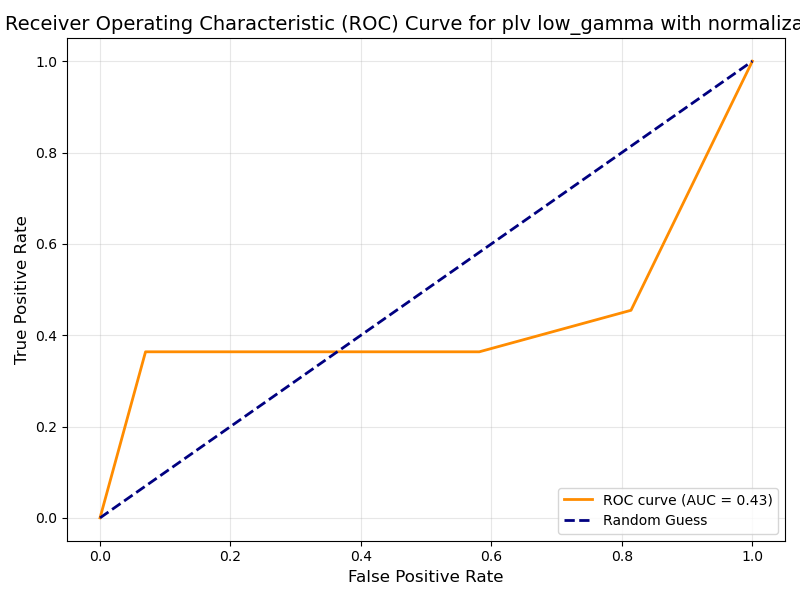 Receiver Operating Characteristic (ROC) Curve for plv low_gamma with normaliza
1.0
0.8
0.6
0.4
0.2
0.0
True Positive Rate
0.0 0.2 0.4 0.6 0.8 1.0
False Positive Rate
ROC curve (AUC = 0.43)
Random Guess